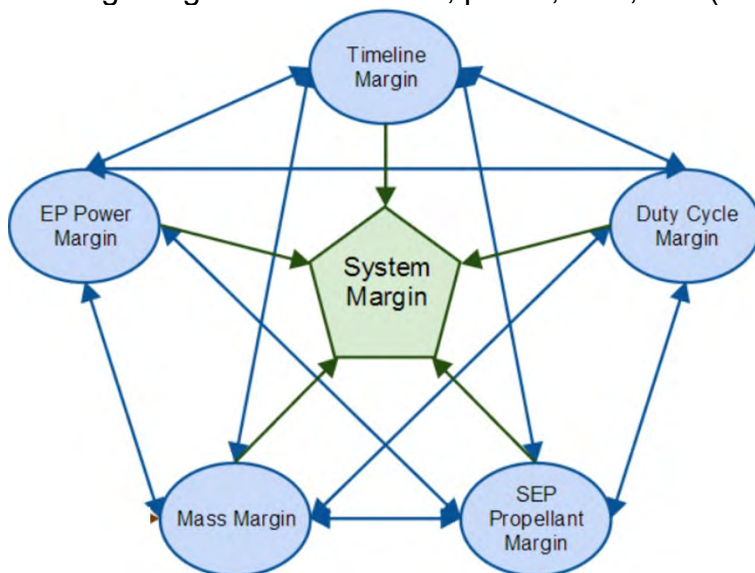 Timeline
Margin
EP Power
Margin
Duty Cycle
Margin
System
Margin
Mass Margin
SEP
Propellant
Margin